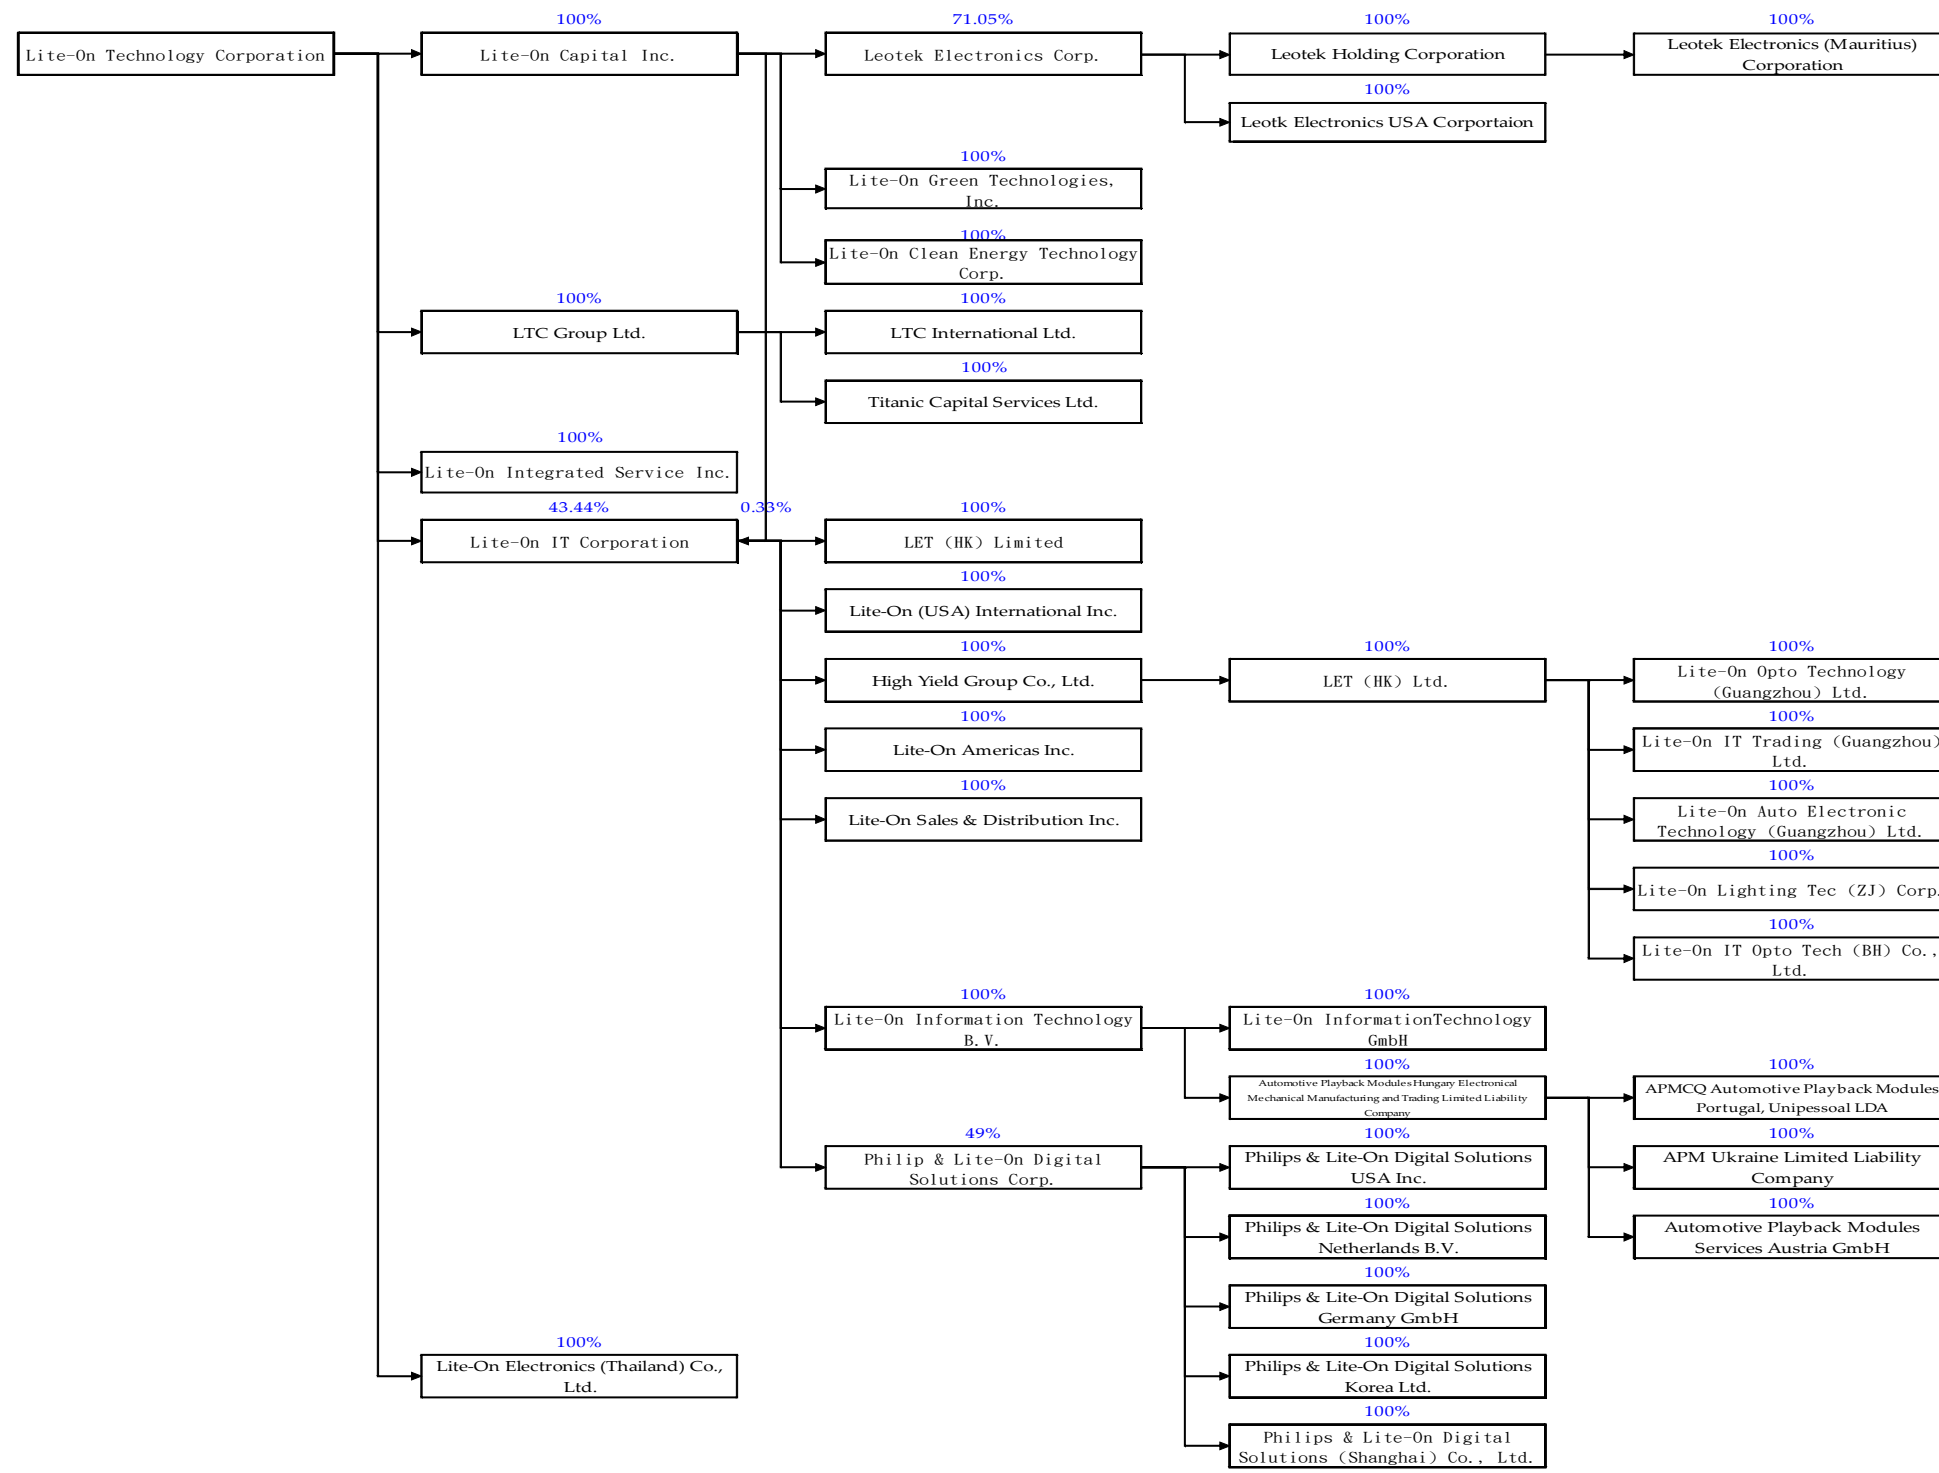 100%
71.05%
100%
100%
Lite-On Technology Corporation
Lite-On Capital Inc.
Leotek Electronics Corp.
Leotek Holding Corporation
Leotek Electronics (Mauritius)
Corporation
100%
Leotk Electronics USA Corportaion
100%
Lite-On Green Technologies,
Inc.
100%
Lite-On Clean Energy Technology
Corp.
100%
100%
LTC Group Ltd.
LTC International Ltd.
100%
Titanic Capital Services Ltd.
100%
Lite-On Integrated Service Inc.
43.44%
0.33%
100%
Lite-On IT Corporation
LET (HK) Limited
100%
Lite-On (USA) International Inc.
100%
100%
100%
High Yield Group Co., Ltd.
LET (HK) Ltd.
Lite-On Opto Technology
(Guangzhou) Ltd.
100%
100%
Lite-On Americas Inc.
Lite-On IT Trading (Guangzhou)
Ltd.
100%
100%
Lite-On Sales & Distribution Inc.
Lite-On Auto Electronic
Technology (Guangzhou) Ltd.
100%
Lite-On Lighting Tec (ZJ) Corp.
100%
Lite-On IT Opto Tech (BH) Co.,
Ltd.
100%
100%
Lite-On Information Technology
B.V.
Lite-On InformationTechnology
GmbH
100%
100%
Automotive Playback Modules Hungary Electronical
Mechanical Manufacturing and Trading Limited Liability
Company
APMCQ Automotive Playback Modules
Portugal, Unipessoal LDA
49%
100%
100%
Philip & Lite-On Digital
Solutions Corp.
Philips & Lite-On Digital Solutions
USA Inc.
APM Ukraine Limited Liability
Company
100%
100%
Philips & Lite-On Digital Solutions
Netherlands B.V.
Automotive Playback Modules
Services Austria GmbH
100%
Philips & Lite-On Digital Solutions
Germany GmbH
100%
100%
Lite-On Electronics (Thailand) Co.,
Ltd.
Philips & Lite-On Digital Solutions
Korea Ltd.
100%
Philips & Lite-On Digital
Solutions (Shanghai) Co., Ltd.